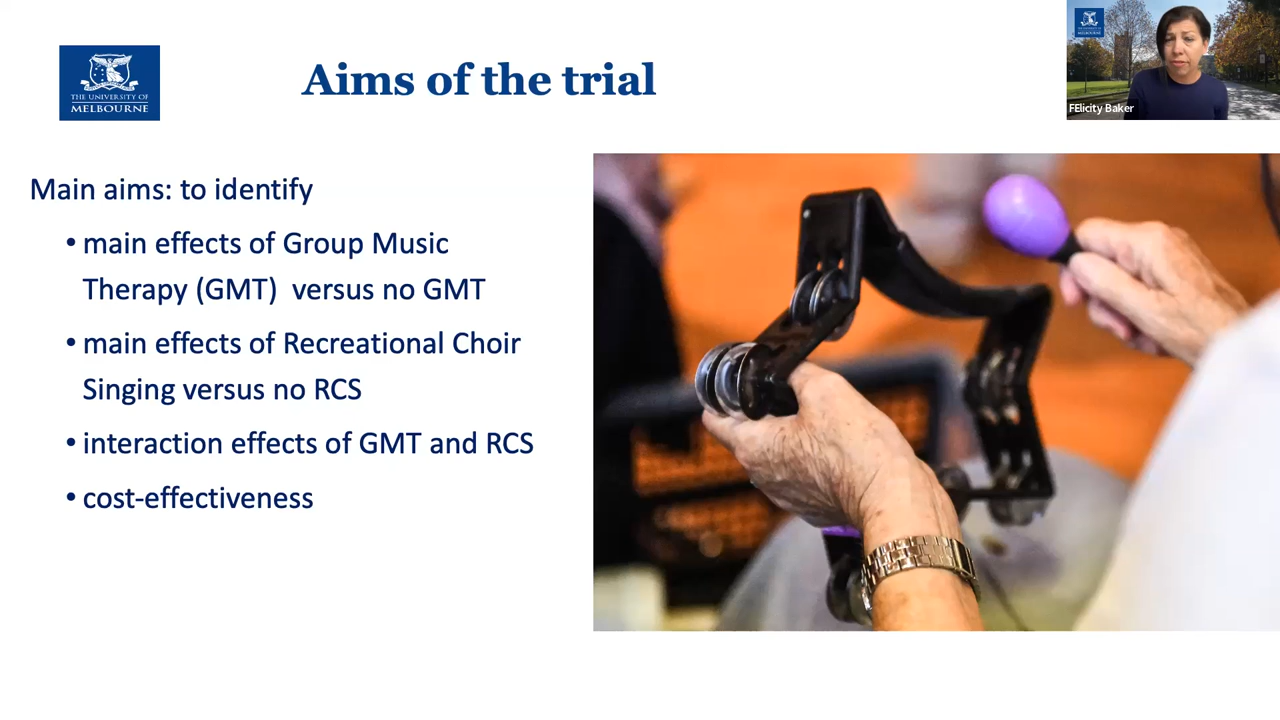 THE UNIVERSITY OF
MELBOURNE
Aims of the trial
MELBOURNE
FElicity Baker
Main aims: to identify
• main effects of Group Music
Therapy (GMT) versus no GMT
• main effects of Recreational Choir
Singing versus no RCS
• interaction effects of GMT and RCS
• cost-effectiveness